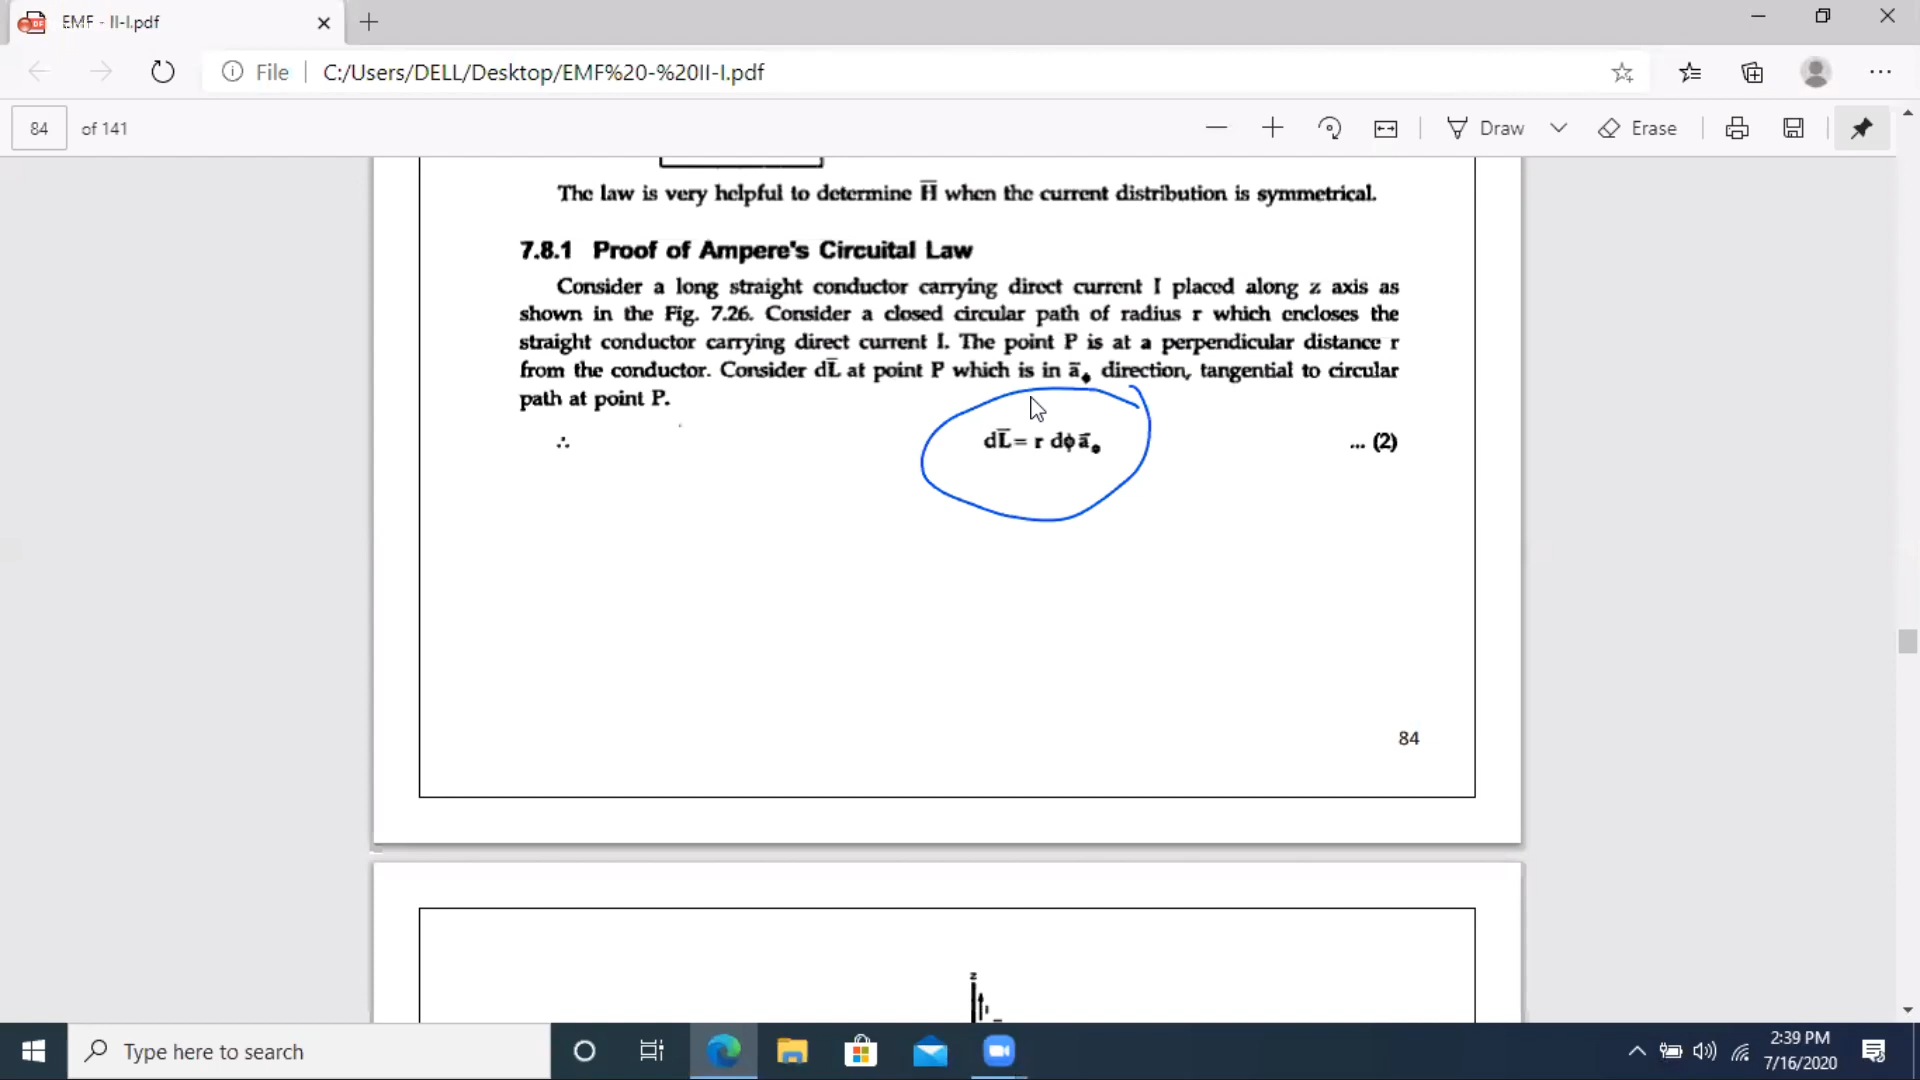 EMF - II-I.pdf
File C:/Users/DELL/Desktop/EMF%20-%20II-I.pdf
84 of 141 Draw Erase
The law is very helpful to determine H̅ when the current distribution is symmetrical.
7.8.1 Proof of Ampere's Circuital Law
Consider a long straight conductor carrying direct current I placed along z axis as
shown in the Fig. 7.26. Consider a closed circular path of radius r which encloses the
straight conductor carrying direct current I. The point P is at a perpendicular distance r
from the conductor. Consider dL̅ at point P which is in a̅ϕ direction, tangential to circular
path at point P.
∴ dL̅ = r dϕ a̅ϕ ... (2)
84
z
Type here to search
2:39 PM
7/16/2020